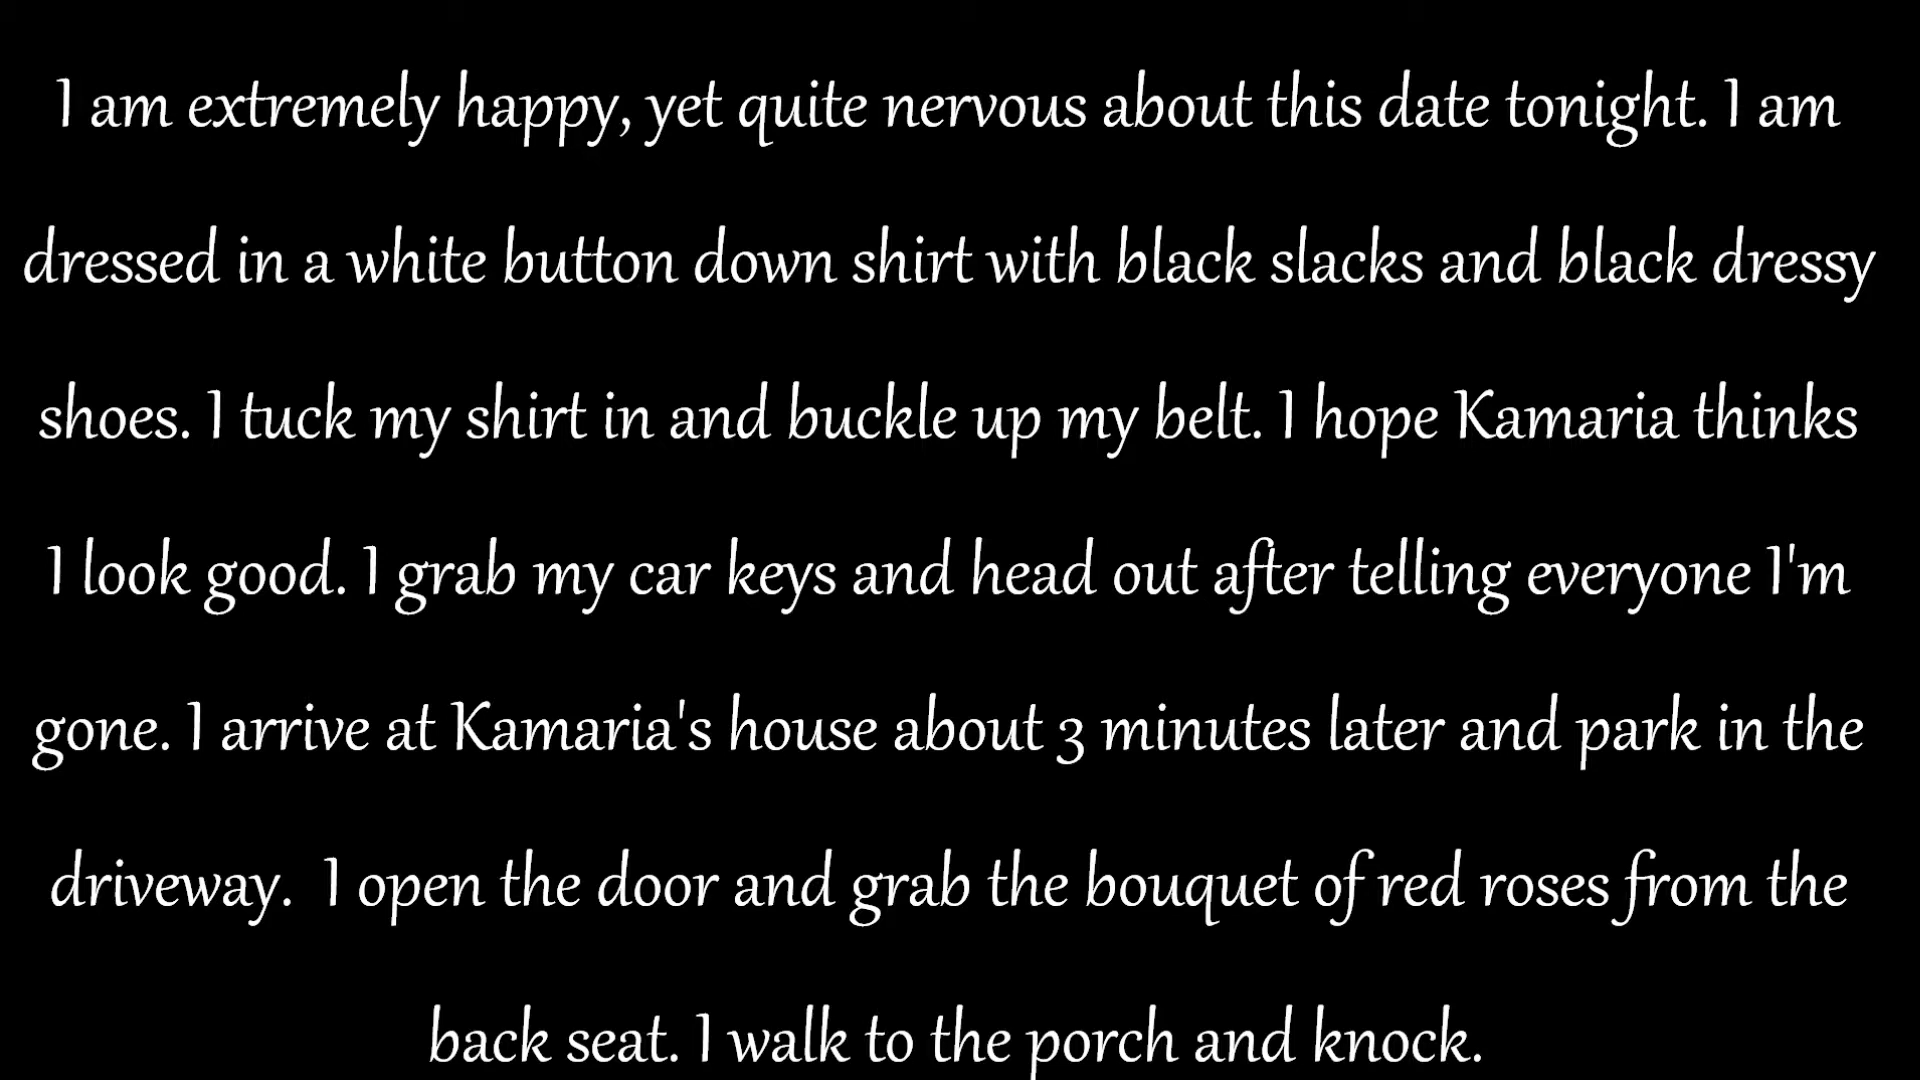 I am extremely happy, yet quite nervous about this date tonight. I am
dressed in a white button down shirt with black slacks and black dressy
shoes. I tuck my shirt in and buckle up my belt. I hope Kamaria thinks
I look good. I grab my car keys and head out after telling everyone I'm
gone. I arrive at Kamaria's house about 3 minutes later and park in the
driveway.  I open the door and grab the bouquet of red roses from the
back seat. I walk to the porch and knock.